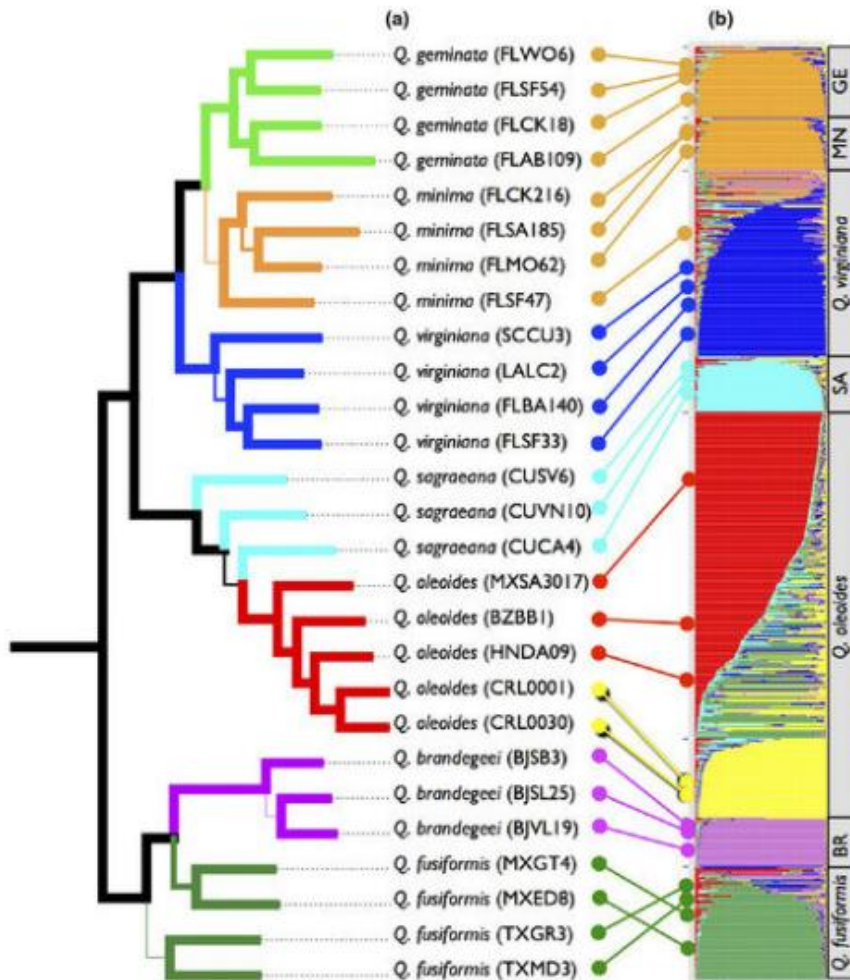 (a)
(b)
Q. geminata (FLWO6)
Q. geminata (FLSF54)
Q. geminata (FLCK18)
Q. geminata (FLAB109)
Q. minima (FLCK216)
Q. minima (FLSA185)
Q. minima (FLMO62)
Q. minima (FLSF47)
Q. virginiana (SCCU3)
Q. virginiana (LALC2)
Q. virginiana (FLBA140)
Q. virginiana (FLSF33)
Q. sagraeana (CUSV6)
Q. sagraeana (CUVN10)
Q. sagraeana (CUCA4)
Q. oleoides (MXSA3017)
Q. oleoides (BZBB1)
Q. oleoides (HNDA09)
Q. oleoides (CRL0001)
Q. oleoides (CRL0030)
Q. brandegeei (BJSB3)
Q. brandegeei (BJSL25)
Q. brandegeei (BJVL19)
Q. fusiformis (MXGT4)
Q. fusiformis (MXED8)
Q. fusiformis (TXGR3)
Q. fusiformis (TXMD3)
GE
MN
Q. virginiana
SA
Q. oleoides
BR
Q. fusiformis